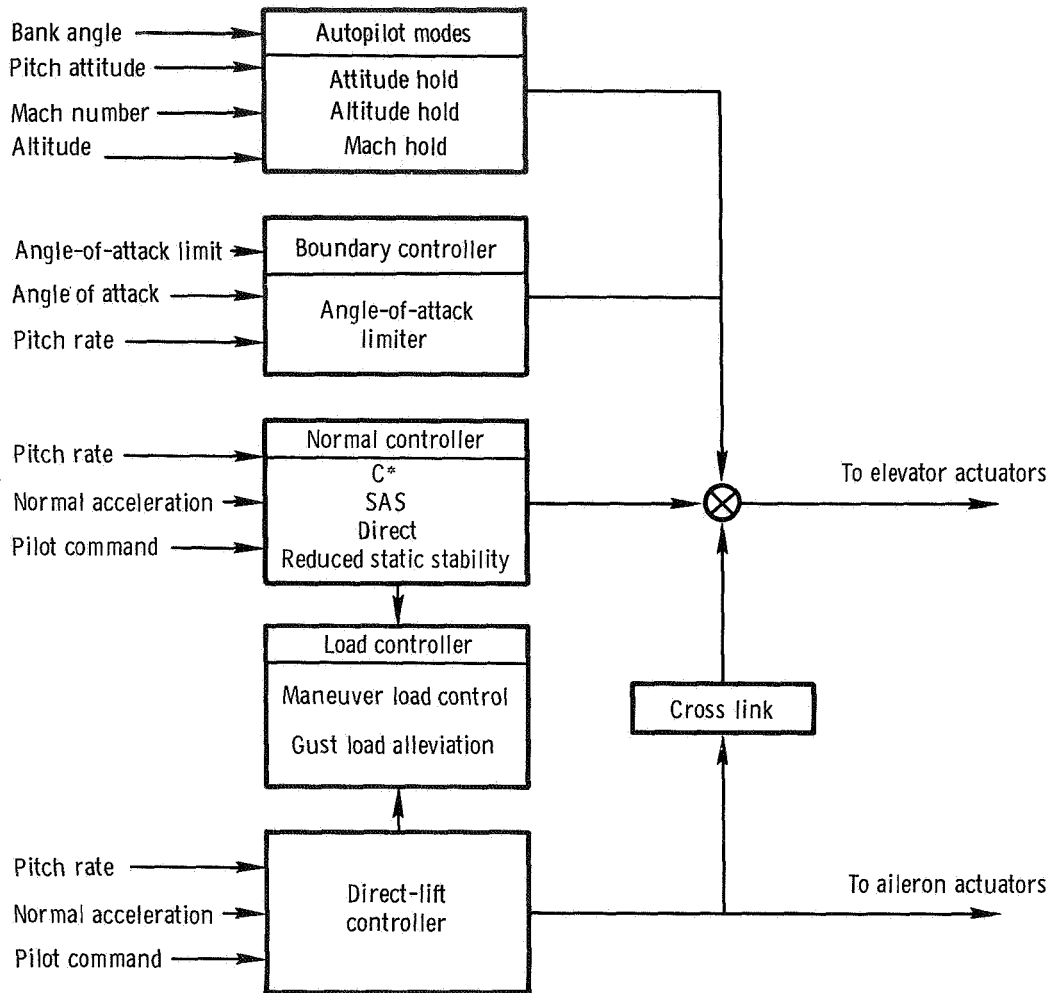 Bank angle
Pitch attitude
Mach number
Altitude
Autopilot modes
Attitude hold
Altitude hold
Mach hold
Angle-of-attack limit
Angle of attack
Pitch rate
Boundary controller
Angle-of-attack
limiter
Pitch rate
Normal acceleration
Pilot command
Normal controller
C*
SAS
Direct
Reduced static stability
To elevator actuators
Load controller
Maneuver load control
Gust load alleviation
Cross link
Pitch rate
Normal acceleration
Pilot command
Direct-lift
controller
To aileron actuators